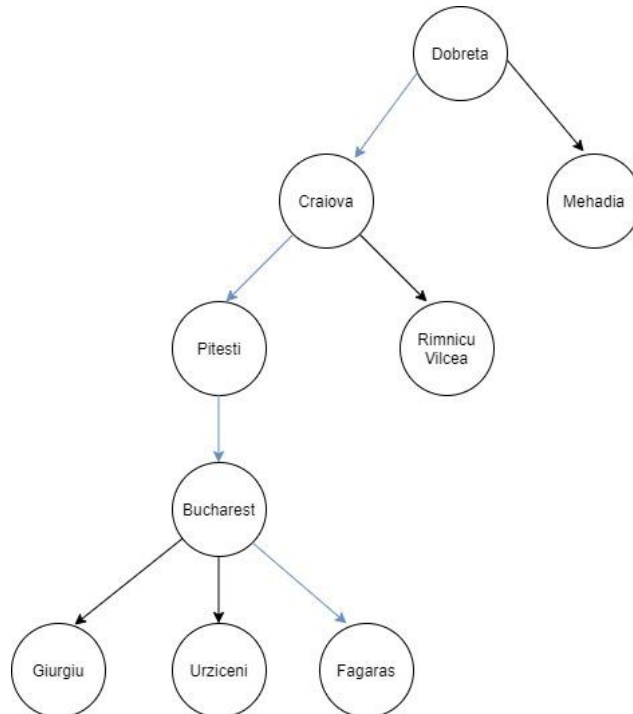 Dobreta
Craiova
Mehadia
Pitesti
Rimnicu
Vilcea
Bucharest
Giurgiu
Urziceni
Fagaras